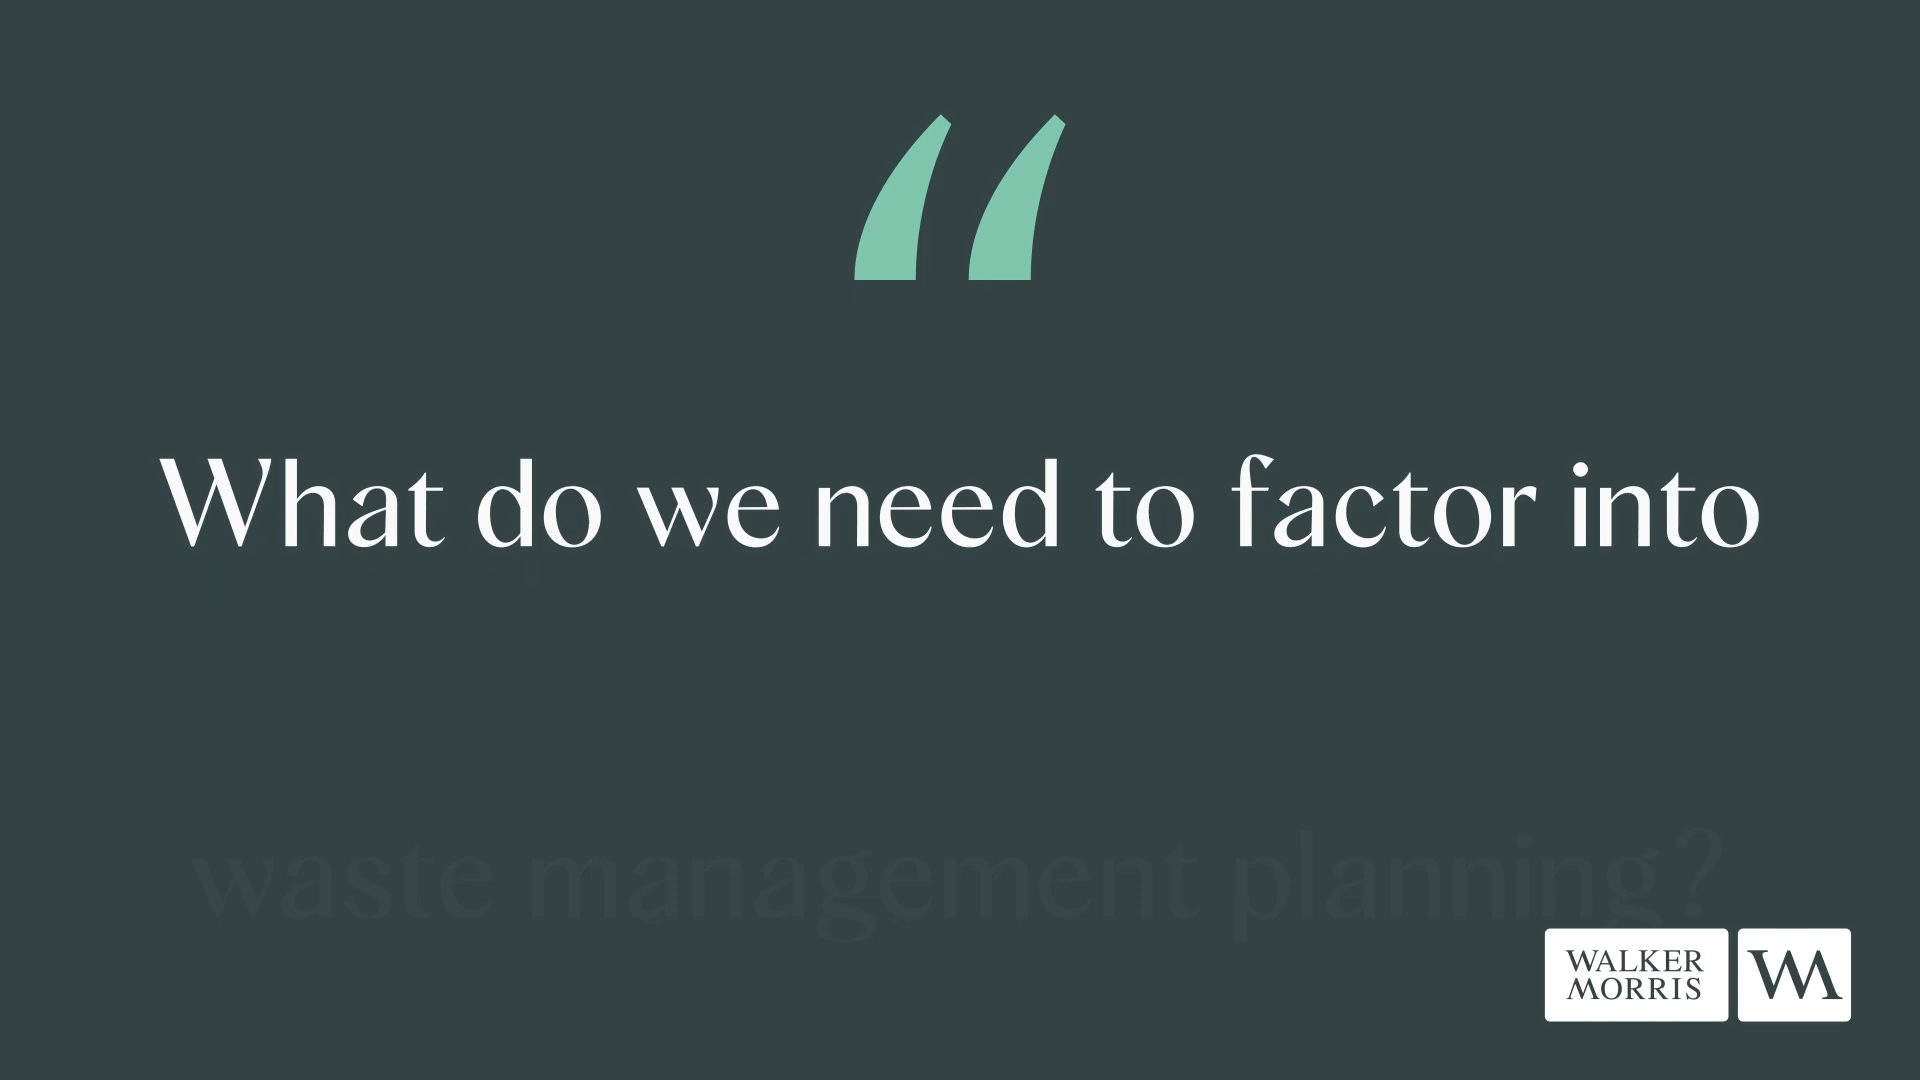 “
What do we need to factor into
waste management planning?
WALKER
MORRIS
WM